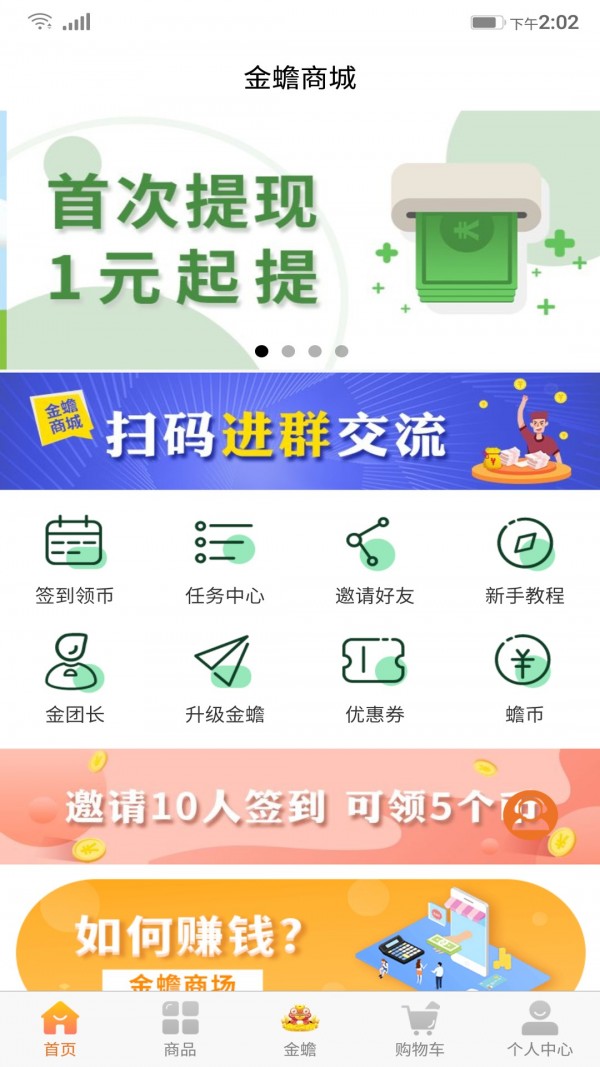 下午2:02
金蟾商城
首次提现
1元起提
金蟾
商城
扫码进群交流
签到领币
任务中心
邀请好友
新手教程
金团长
升级金蟾
优惠券
蟾币
邀请10人签到 可领5个币
如何赚钱?
金蟾商场
首页
商品
金蟾
购物车
个人中心